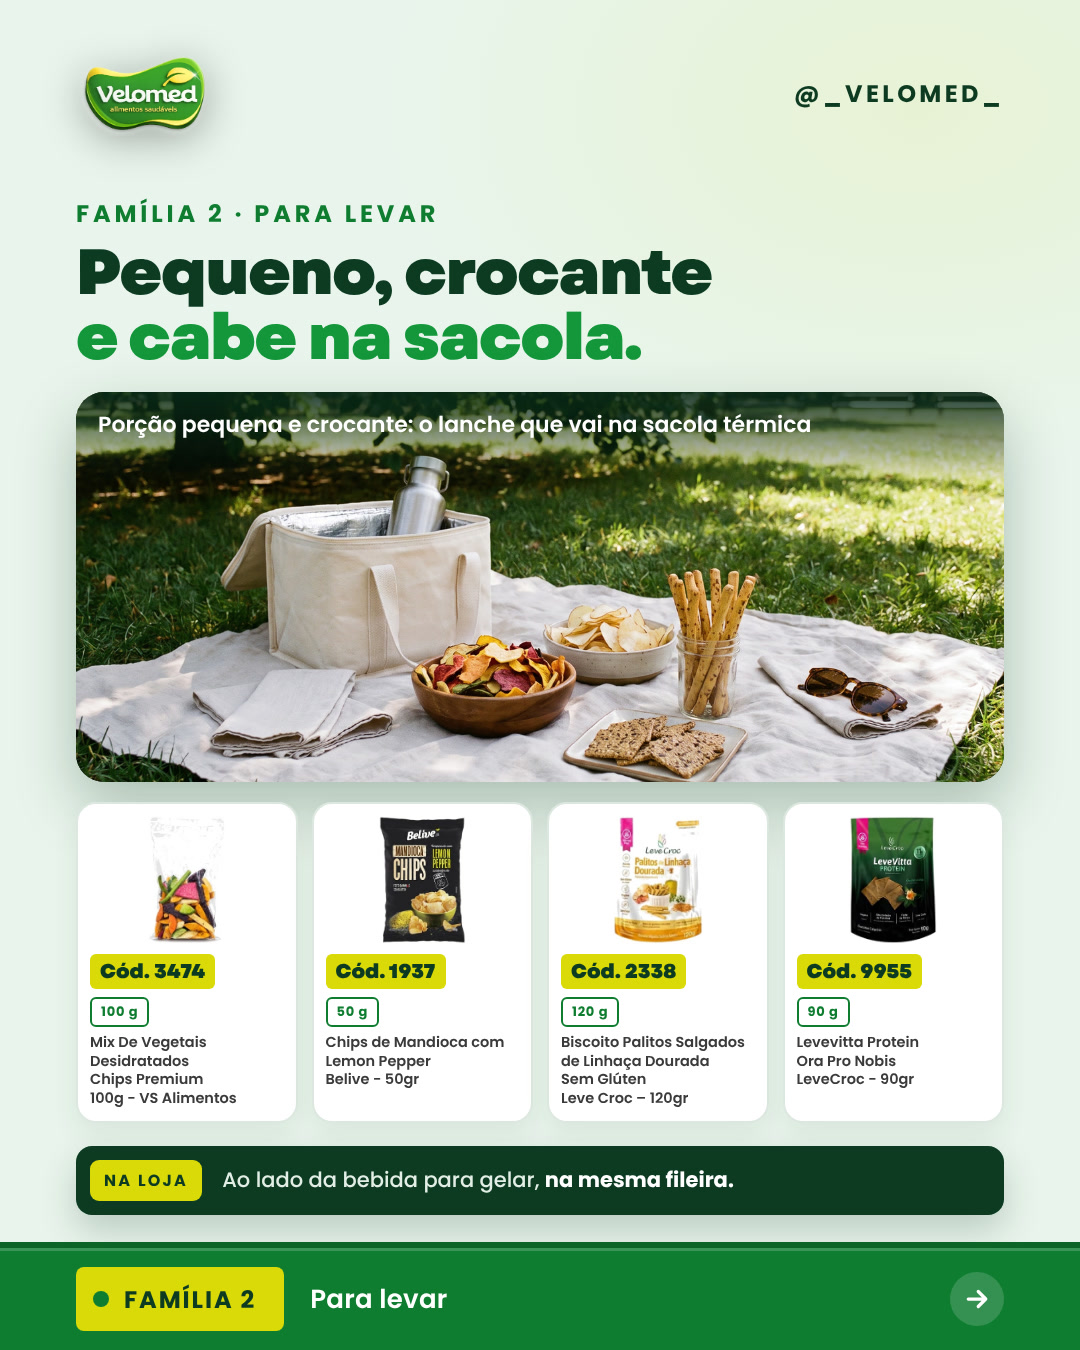 Velomed
alimentos saudáveis
@_VELOMED_
FAMÍLIA 2 · PARA LEVAR
Pequeno, crocante
e cabe na sacola.
Porção pequena e crocante: o lanche que vai na sacola térmica
Belive
MANDIOCA
CHIPS
LEMON
PEPPER
LeveCroc
Palitos de Linhaça
Dourada
LeveCroc
LeveVitta
PROTEIN
Cód. 3474
100 g
Mix De Vegetais
Desidratados
Chips Premium
100g - VS Alimentos
Cód. 1937
50 g
Chips de Mandioca com
Lemon Pepper
Belive - 50gr
Cód. 2338
120 g
Biscoito Palitos Salgados
de Linhaça Dourada
Sem Glúten
Leve Croc – 120gr
Cód. 9955
90 g
Levevitta Protein
Ora Pro Nobis
LeveCroc - 90gr
NA LOJA
Ao lado da bebida para gelar, na mesma fileira.
FAMÍLIA 2
Para levar